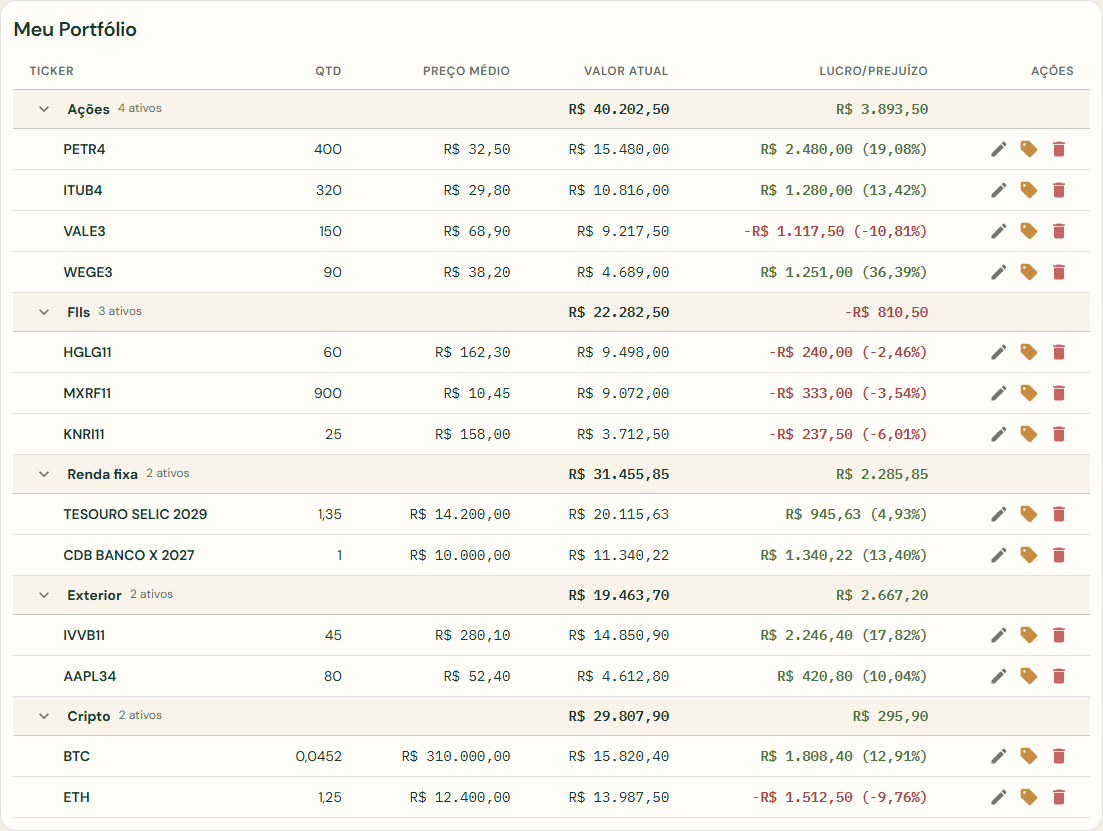 Meu Portfólio
TICKER QTD PREÇO MÉDIO VALOR ATUAL LUCRO/PREJUÍZO AÇÕES
Ações 4 ativos R$ 40.202,50 R$ 3.893,50
PETR4 400 R$ 32,50 R$ 15.480,00 R$ 2.480,00 (19,08%)
ITUB4 320 R$ 29,80 R$ 10.816,00 R$ 1.280,00 (13,42%)
VALE3 150 R$ 68,90 R$ 9.217,50 -R$ 1.117,50 (-10,81%)
WEGE3 90 R$ 38,20 R$ 4.689,00 R$ 1.251,00 (36,39%)
FIIs 3 ativos R$ 22.282,50 -R$ 810,50
HGLG11 60 R$ 162,30 R$ 9.498,00 -R$ 240,00 (-2,46%)
MXRF11 900 R$ 10,45 R$ 9.072,00 -R$ 333,00 (-3,54%)
KNRI11 25 R$ 158,00 R$ 3.712,50 -R$ 237,50 (-6,01%)
Renda fixa 2 ativos R$ 31.455,85 R$ 2.285,85
TESOURO SELIC 2029 1,35 R$ 14.200,00 R$ 20.115,63 R$ 945,63 (4,93%)
CDB BANCO X 2027 1 R$ 10.000,00 R$ 11.340,22 R$ 1.340,22 (13,40%)
Exterior 2 ativos R$ 19.463,70 R$ 2.667,20
IVVB11 45 R$ 280,10 R$ 14.850,90 R$ 2.246,40 (17,82%)
AAPL34 80 R$ 52,40 R$ 4.612,80 R$ 420,80 (10,04%)
Cripto 2 ativos R$ 29.807,90 R$ 295,90
BTC 0,0452 R$ 310.000,00 R$ 15.820,40 R$ 1.808,40 (12,91%)
ETH 1,25 R$ 12.400,00 R$ 13.987,50 -R$ 1.512,50 (-9,76%)